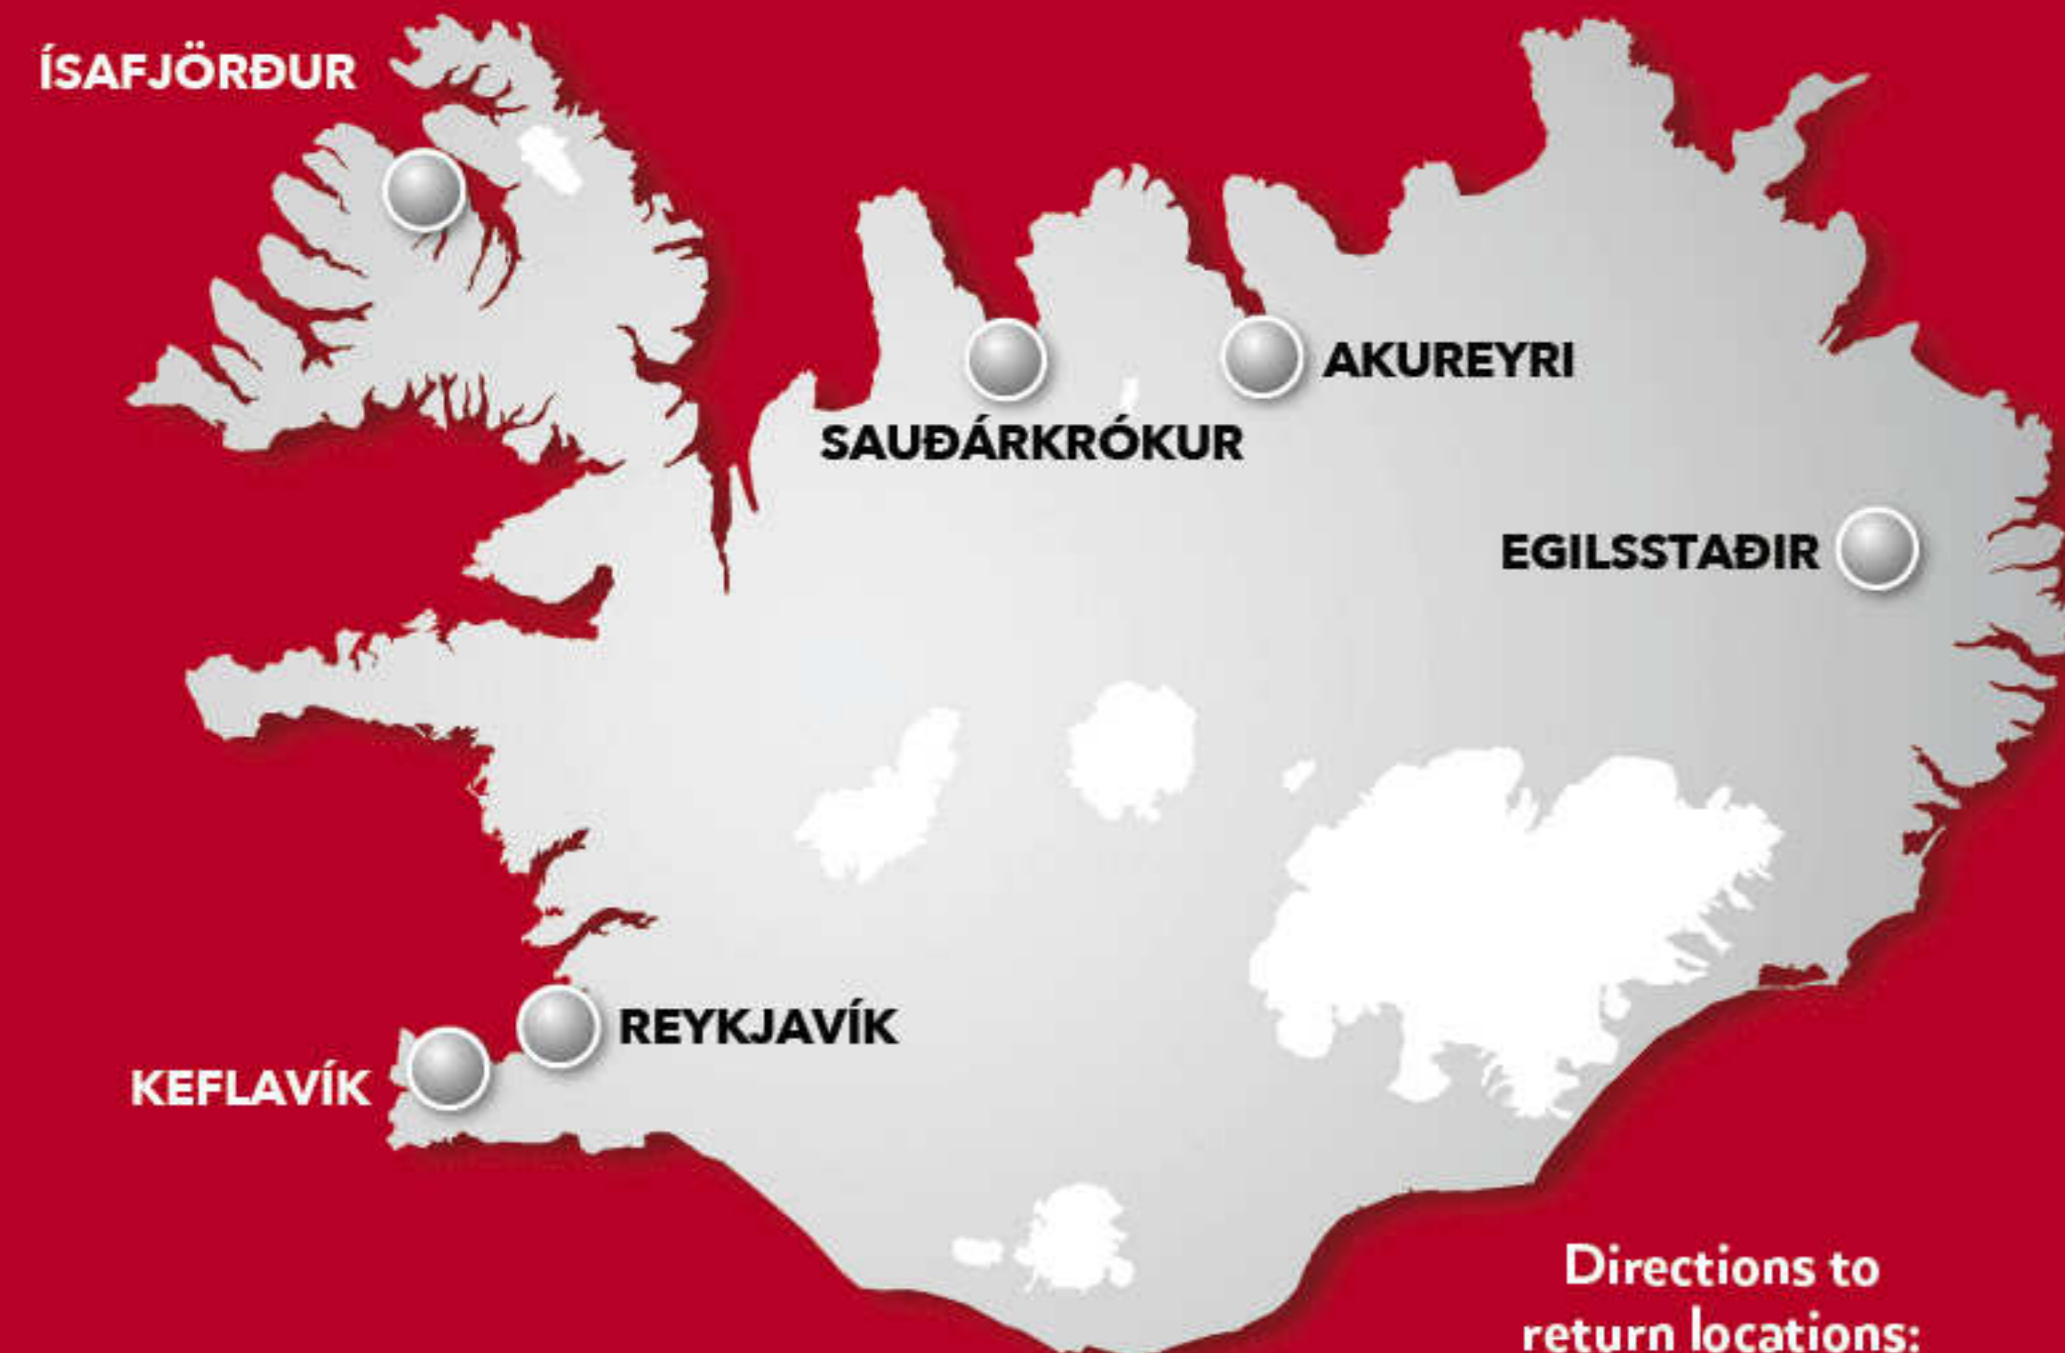 ÍSAFJÖRÐUR
AKUREYRI
SAUÐÁRKRÓKUR
EGILSSTAÐIR
REYKJAVÍK
KEFLAVÍK
Directions to
return locations: